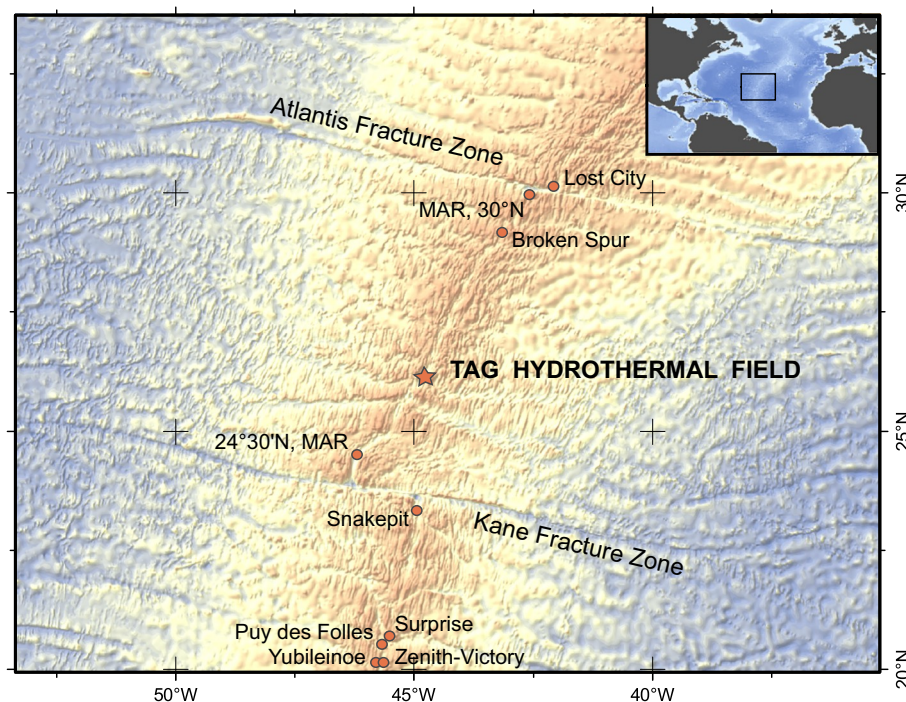 Atlantis Fracture Zone
Lost City
30°N
MAR, 30°N
Broken Spur
TAG HYDROTHERMAL FIELD
25°N
24°30'N, MAR
Snakepit
Kane Fracture Zone
Surprise
Puy des Folles
Yubileinoe
Zenith-Victory
20°N
50°W
45°W
40°W